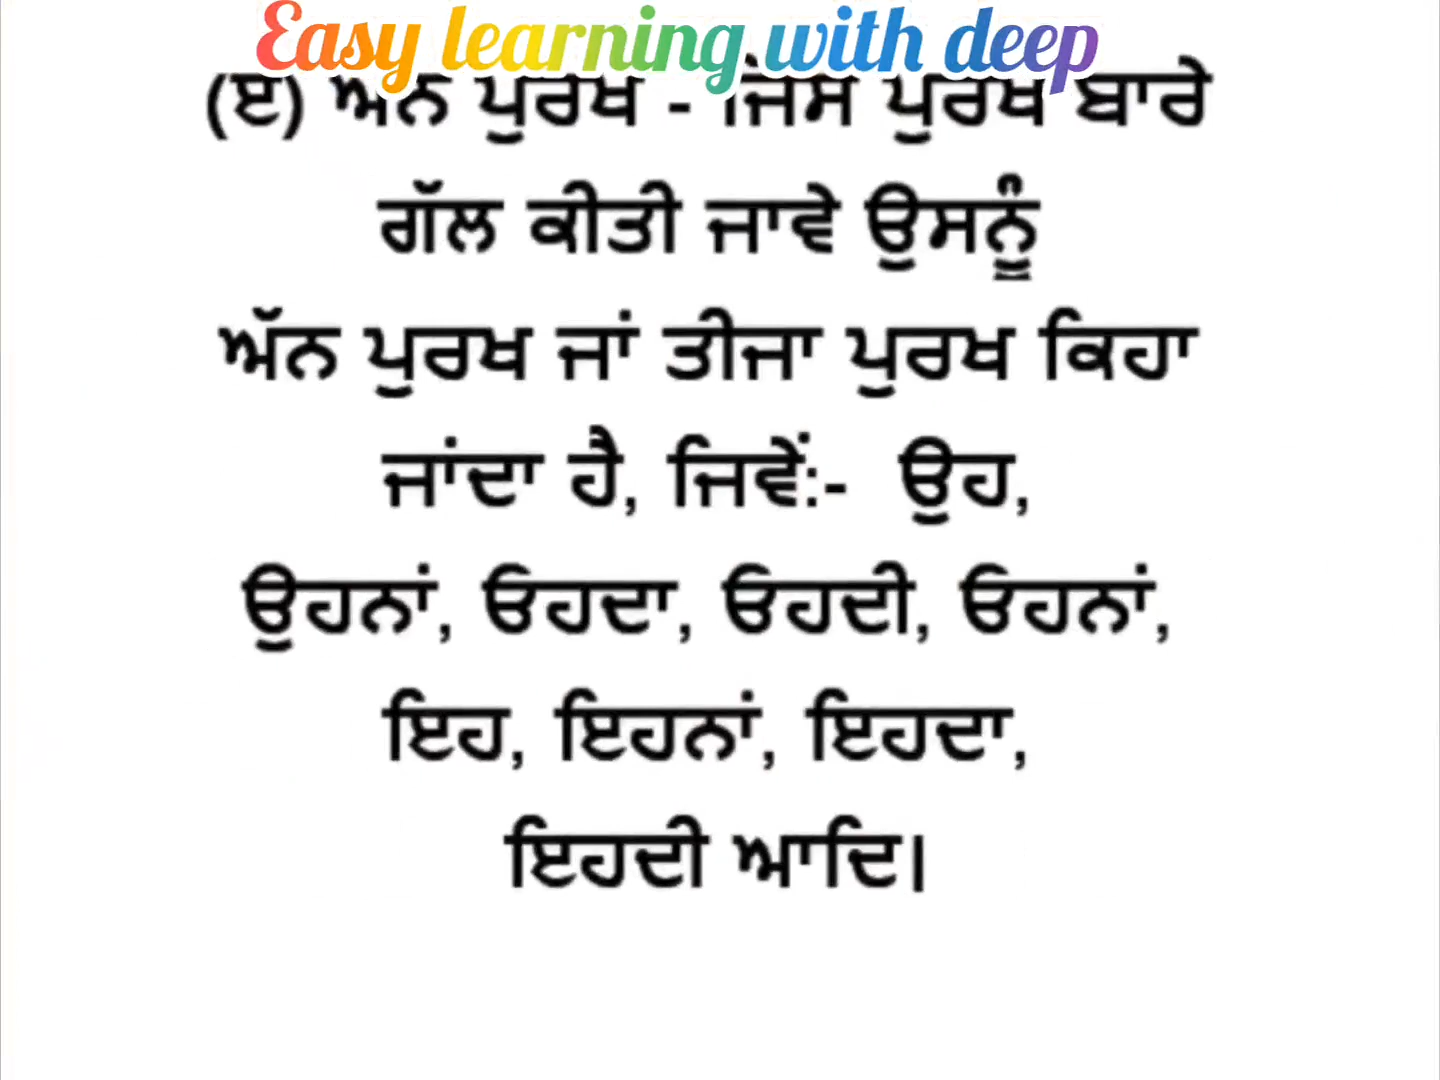 Easy learning with deep
(ੲ) ਅੱਨ ਪੁਰਖ - ਜਿਸ ਪੁਰਖ ਬਾਰੇ
ਗੱਲ ਕੀਤੀ ਜਾਵੇ ਉਸਨੂੰ
ਅੱਨ ਪੁਰਖ ਜਾਂ ਤੀਜਾ ਪੁਰਖ ਕਿਹਾ
ਜਾਂਦਾ ਹੈ, ਜਿਵੇਂ:- ਉਹ,
ਉਹਨਾਂ, ਓਹਦਾ, ਓਹਦੀ, ਓਹਨਾਂ,
ਇਹ, ਇਹਨਾਂ, ਇਹਦਾ,
ਇਹਦੀ ਆਦਿ।